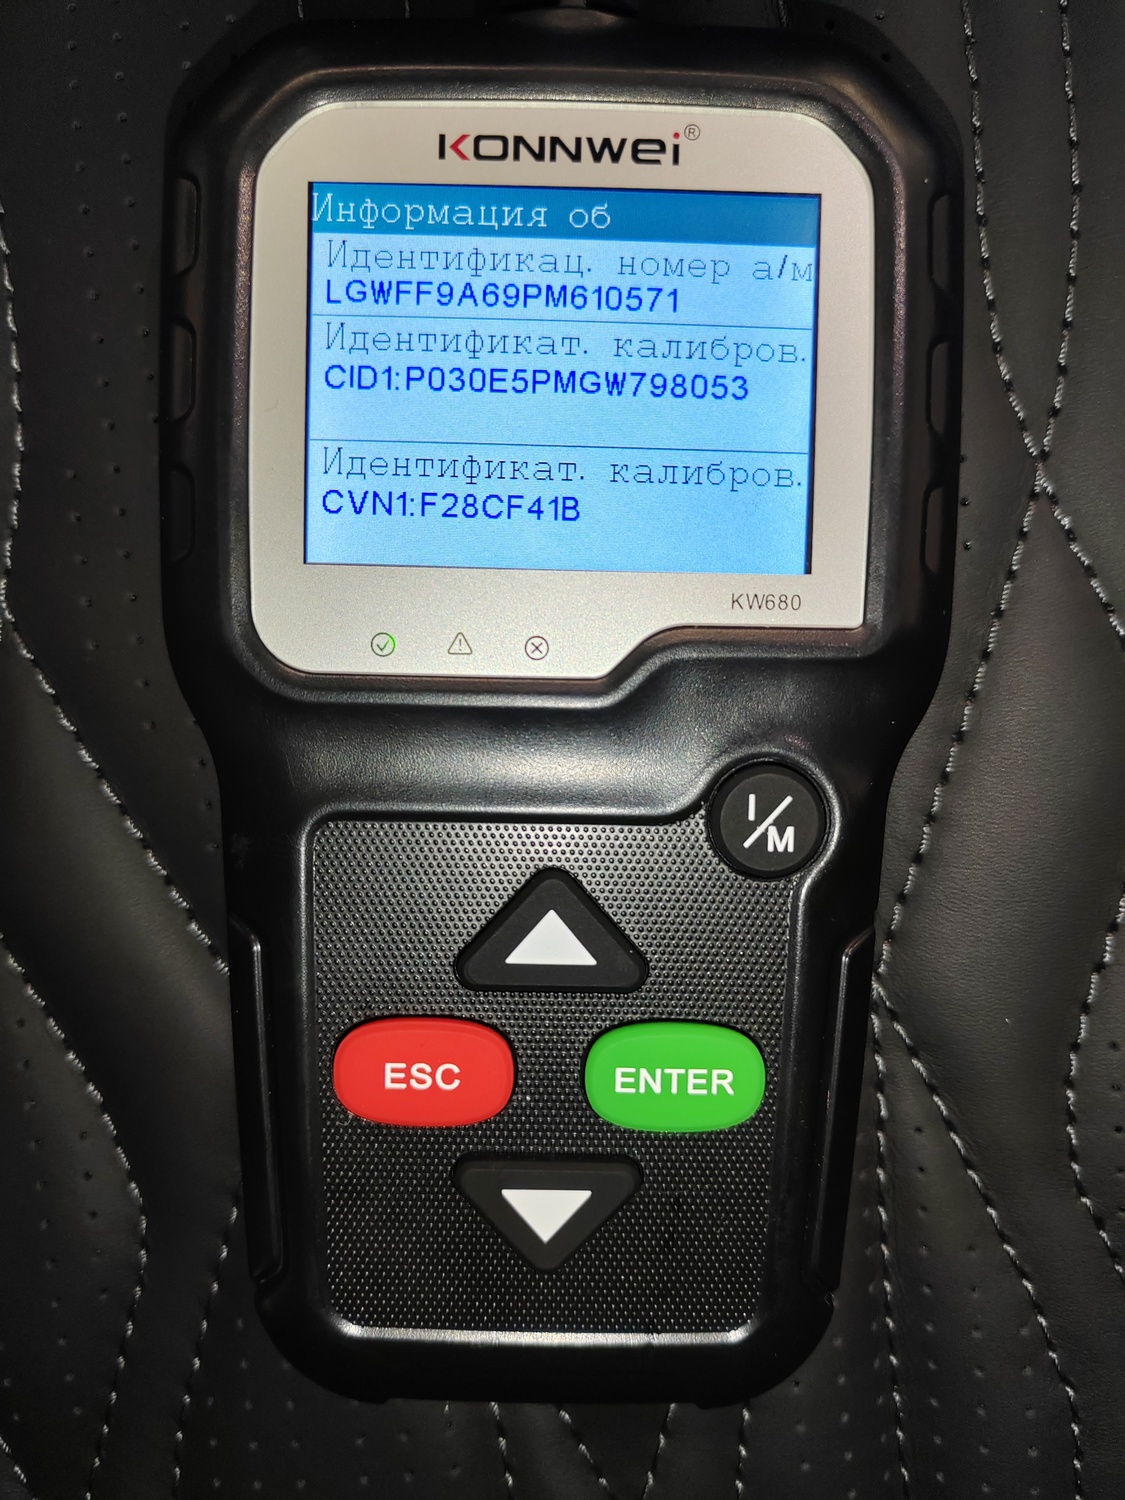 KONNWEI®
Информация об
Идентификац. номер а/м
LGWFF9A69PM610571
Идентификат. калибров.
CID1:P030E5PMGW798053
Идентификат. калибров.
CVN1:F28CF41B
KW680
I/M
ESC
ENTER